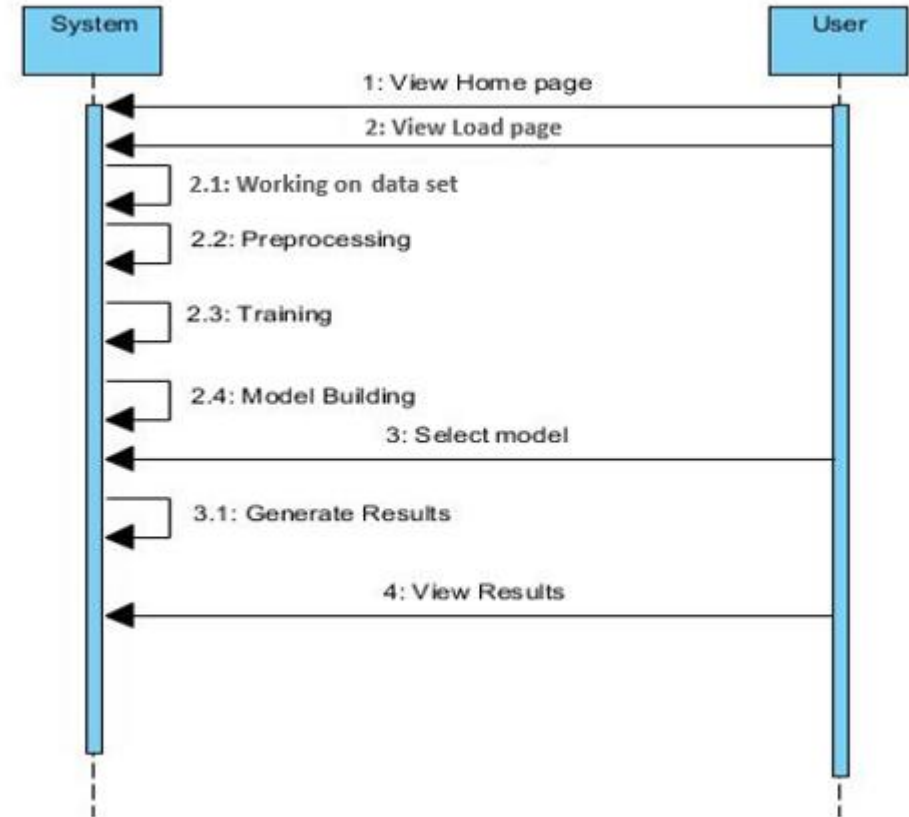 System
User
1: View Home page
2: View Load page
2.1: Working on data set
2.2: Preprocessing
2.3: Training
2.4: Model Building
3: Select model
3.1: Generate Results
4: View Results